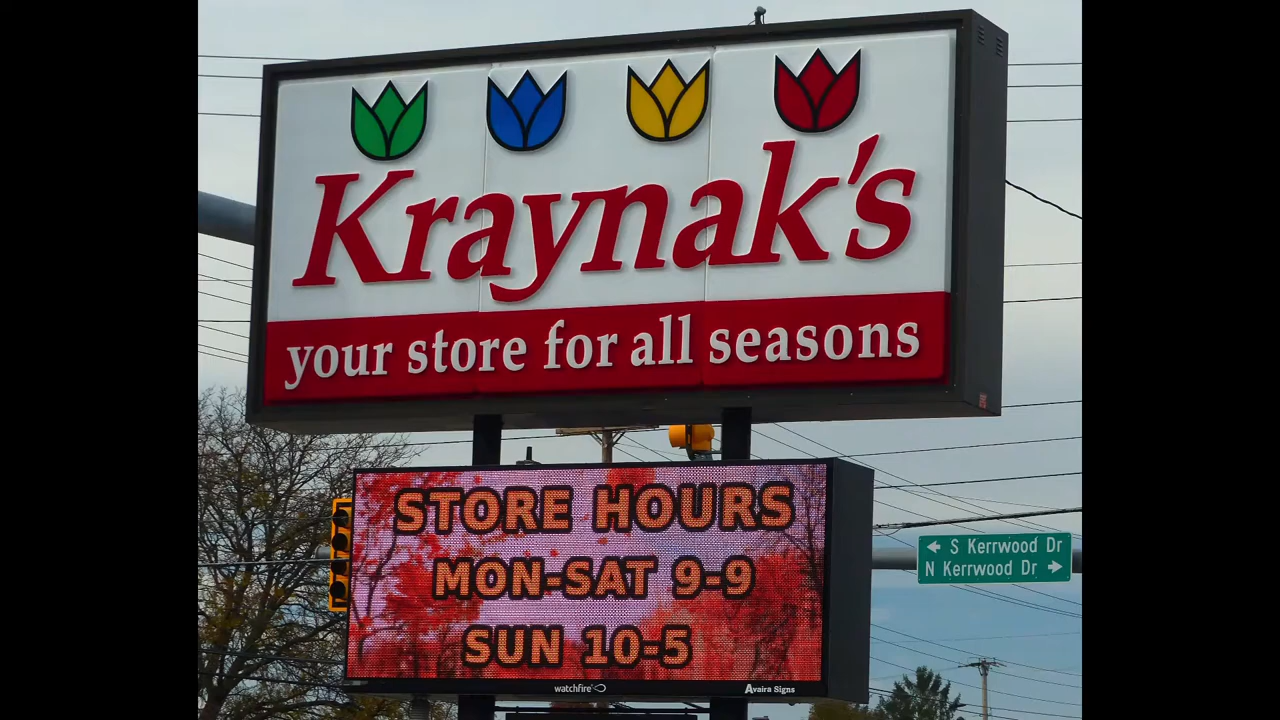 Kraynak's
your store for all seasons
STORE HOURS
MON-SAT 9-9
SUN 10-5
watchfire
Avaira Signs
← S Kerrwood Dr
N Kerrwood Dr →